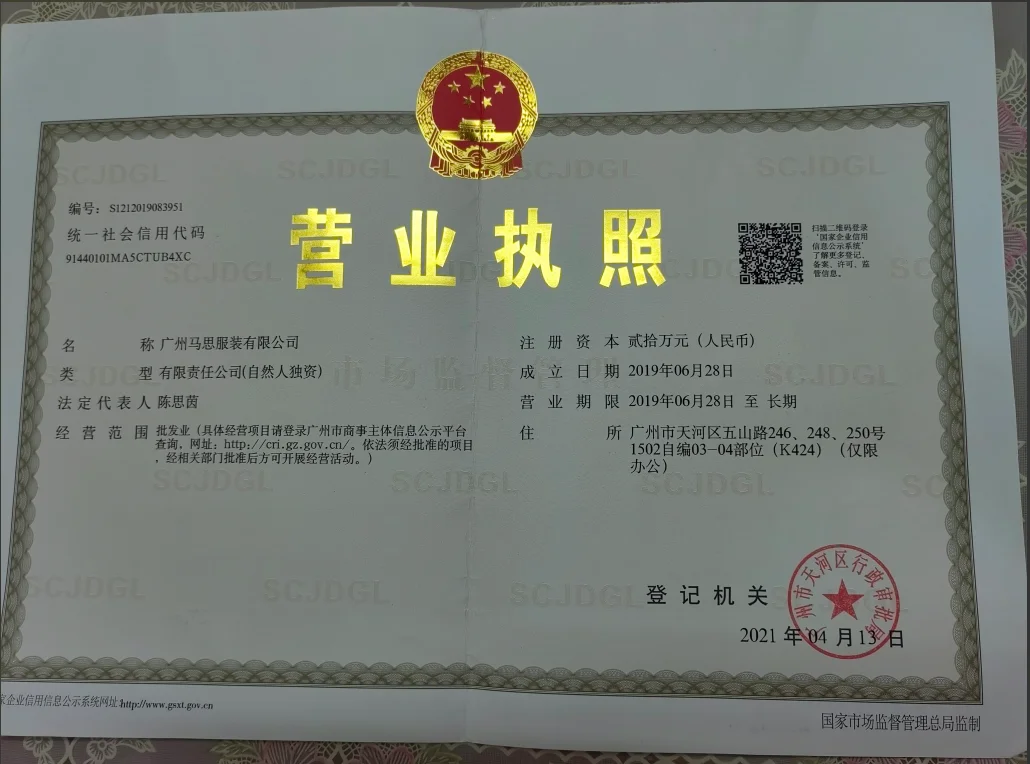 编号： S1212019083951
统一社会信用代码
91440101MA5CTUB4XC
营业执照
扫描二维码登录
‘国家企业信用
信息公示系统’
了解更多登记、
备案、许可、监
管信息。
名称 广州马思服装有限公司
类型 有限责任公司(自然人独资)
法定代表人 陈思茵
经营范围 批发业（具体经营项目请登录广州市商事主体信息公示平台
查询，网址：http://cri.gz.gov.cn/。依法须经批准的项目
，经相关部门批准后方可开展经营活动。）
注册资本 贰拾万元（人民币）
成立日期 2019年06月28日
营业期限 2019年06月28日 至 长期
住所 广州市天河区五山路246、248、250号
1502自编03-04部位（K424）（仅限
办公）
登记机关
广州市天河区行政审批局
2021 年 04 月 13 日
家企业信用信息公示系统网址:http://www.gsxt.gov.cn
国家市场监督管理总局监制
SCJDGL
市场监督管理